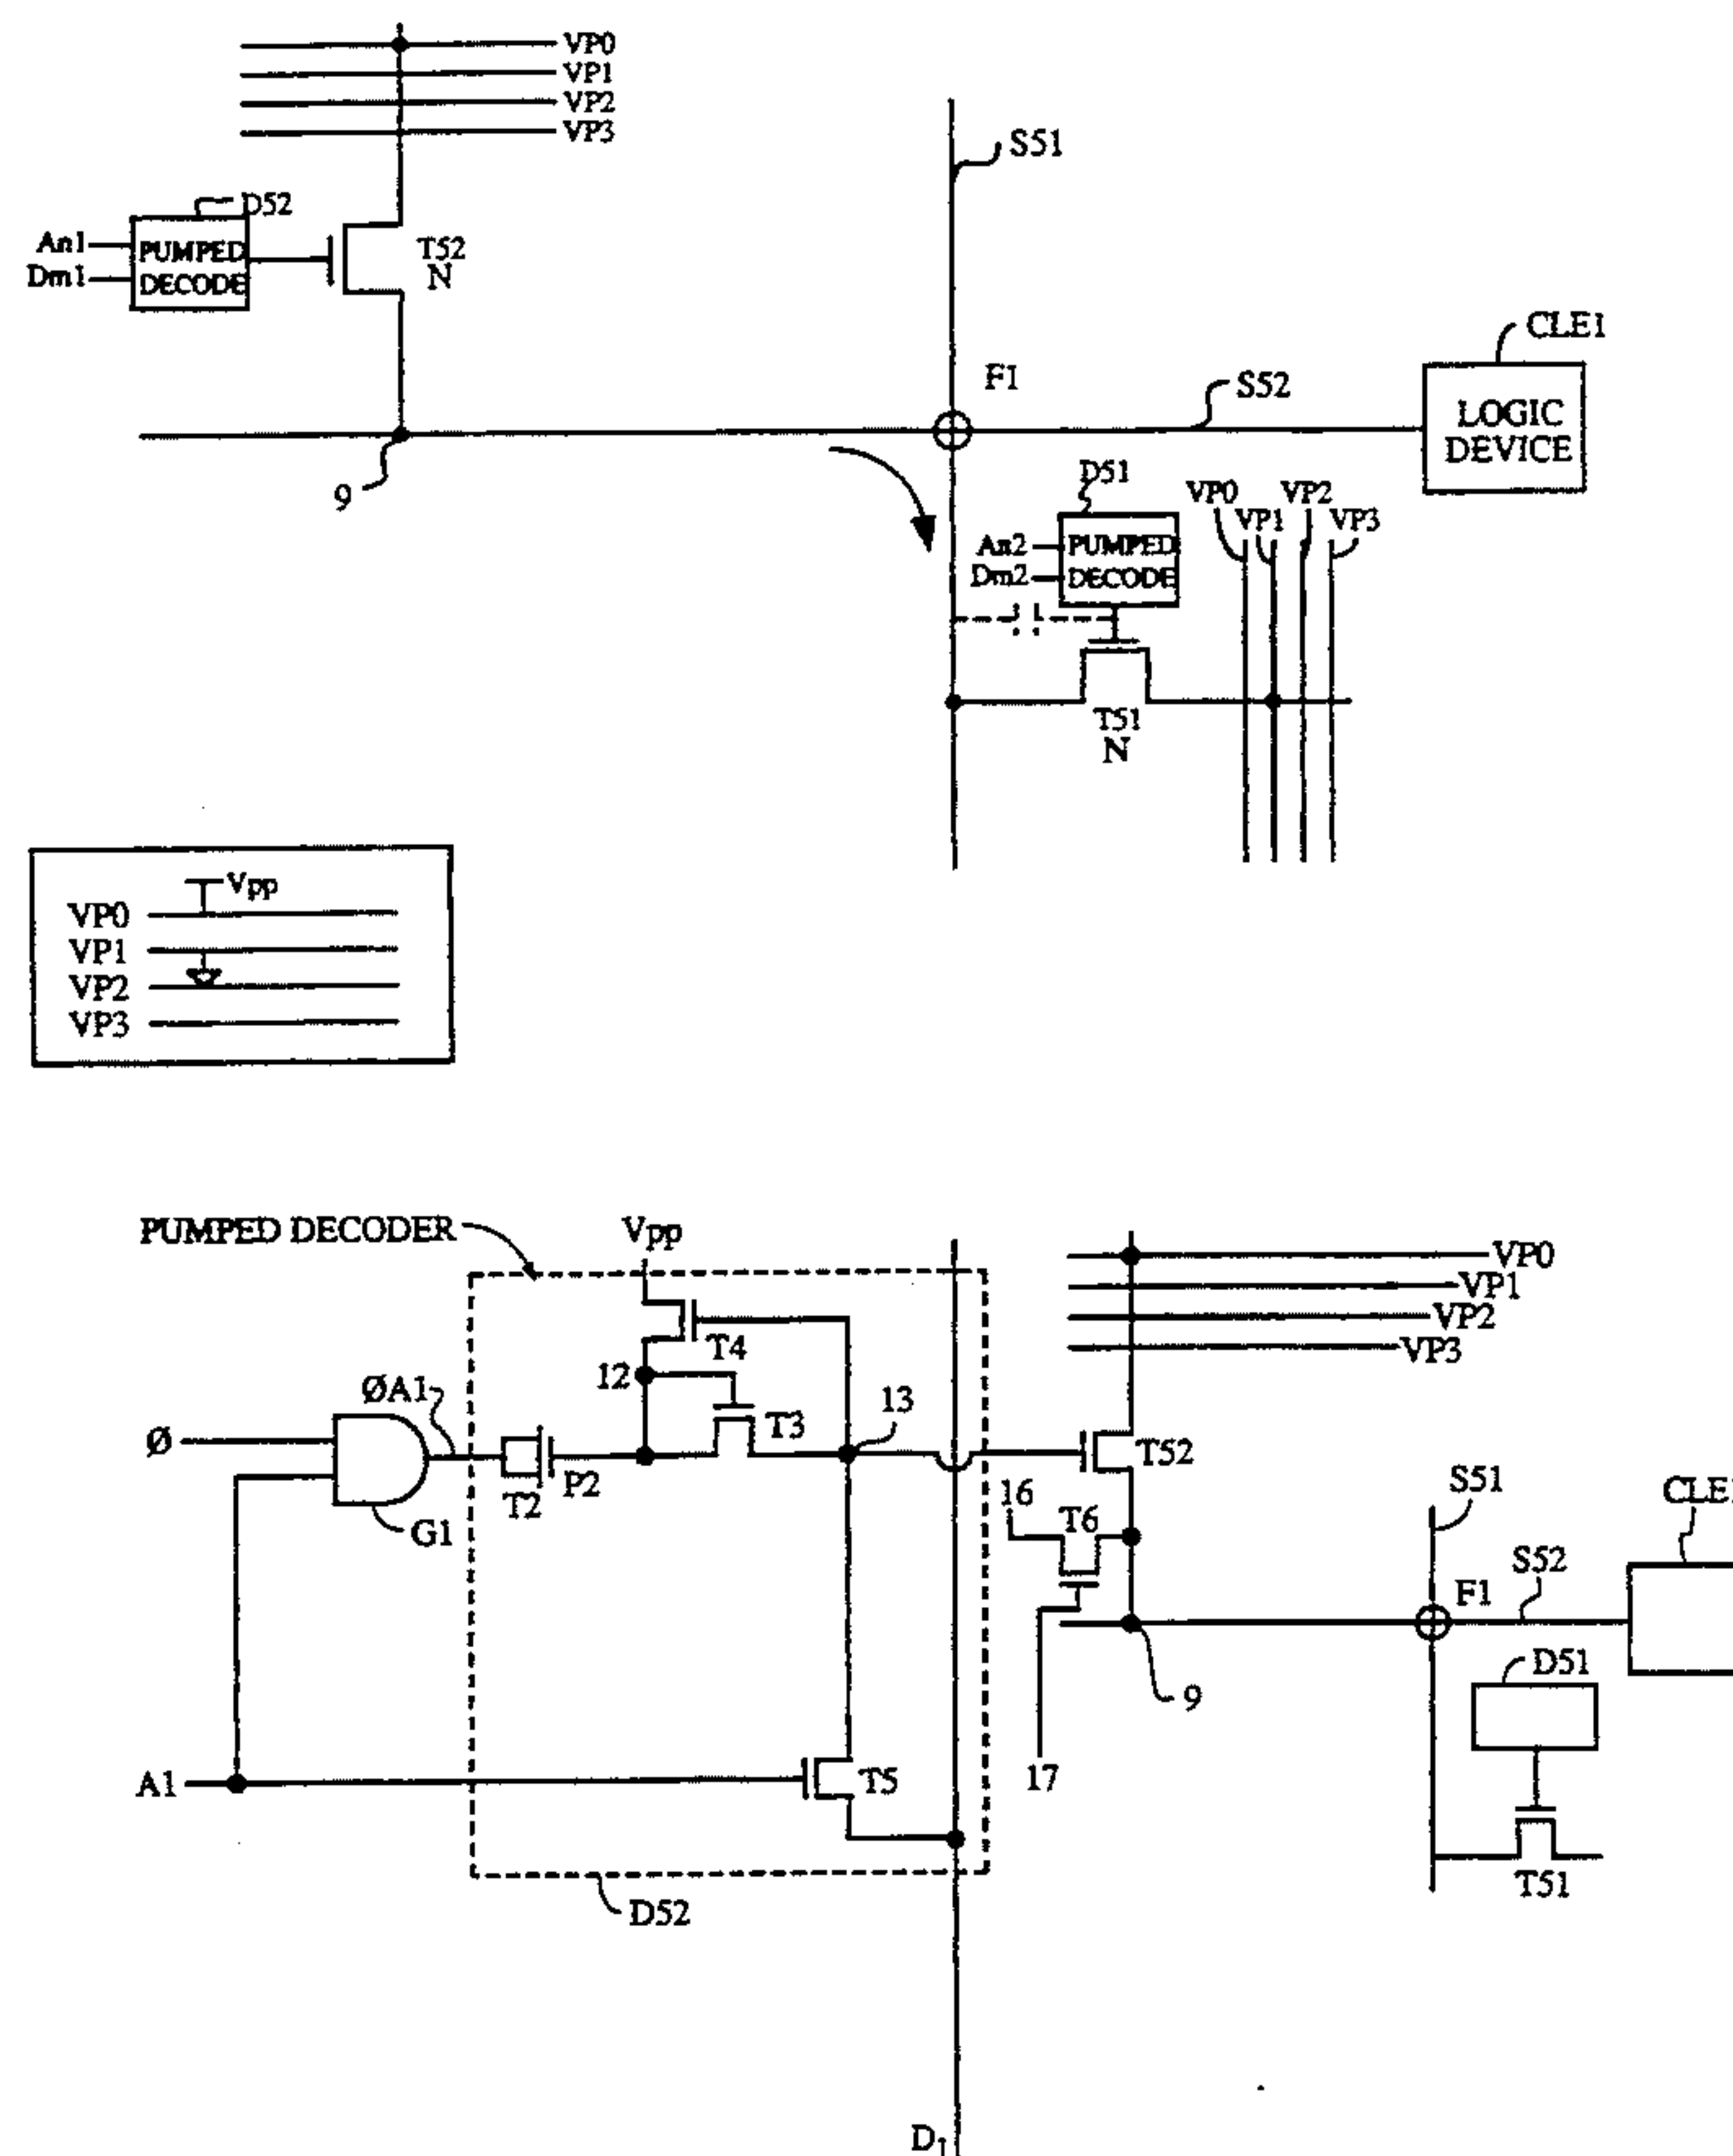 VP0
VP1
VP2
VP3
S51
D52
An1
Dm1
PUMPED
DECODE
T52
N
CLE1
F1
S52
LOGIC
DEVICE
9
D51
VP0
VP2
VP1
VP3
An2
Dm2
PUMPED
DECODE
T51
N
Vpp
VP0
VP1
VP2
VP3
PUMPED DECODER
Vpp
VP0
VP1
VP2
VP3
T4
12
ØA1
T3
13
Ø
T52
P2
T2
G1
16
T6
S51
CLE1
S52
F1
D51
9
17
A1
T5
T51
D52
D1